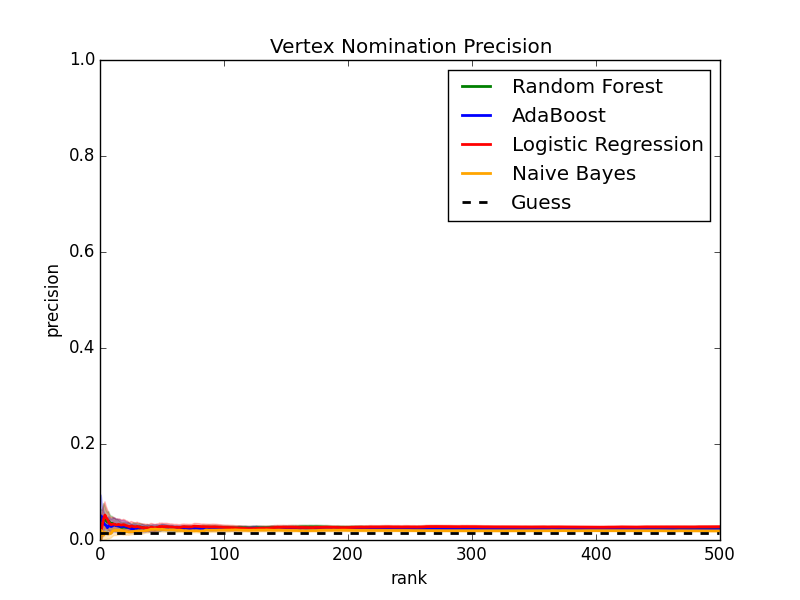 Vertex Nomination Precision
1.0
0.8
0.6
0.4
0.2
0.0
precision
Random Forest
AdaBoost
Logistic Regression
Naive Bayes
Guess
0 100 200 300 400 500
rank